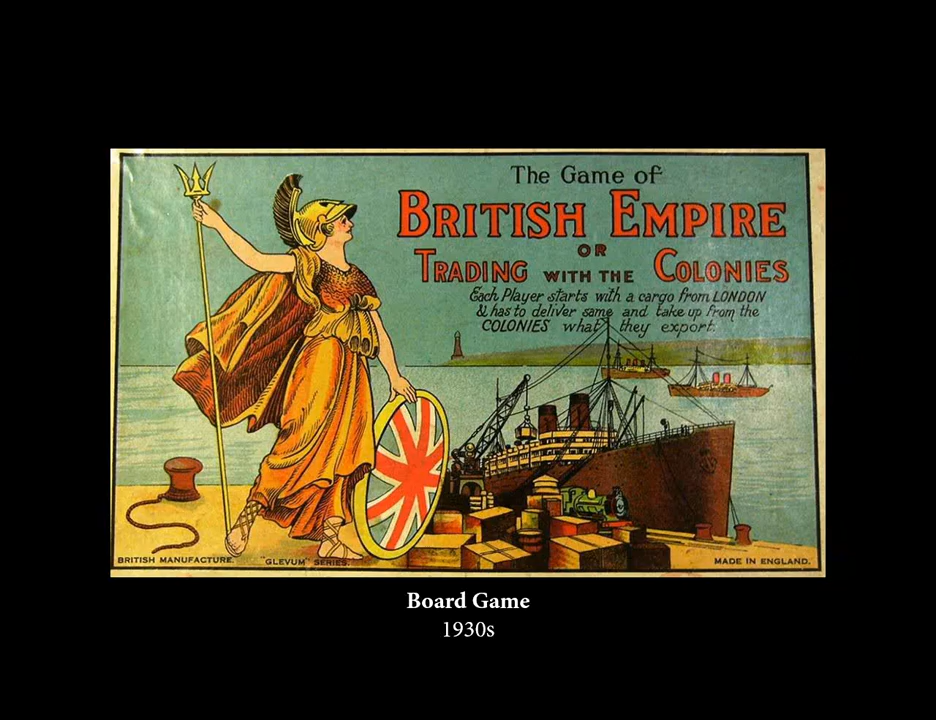 The Game of
BRITISH EMPIRE
OR
TRADING WITH THE COLONIES
Each Player starts with a cargo from LONDON
& has to deliver same and take up from the
COLONIES what they export.
BRITISH MANUFACTURE. "GLEVUM" SERIES. MADE IN ENGLAND.
Board Game
1930s